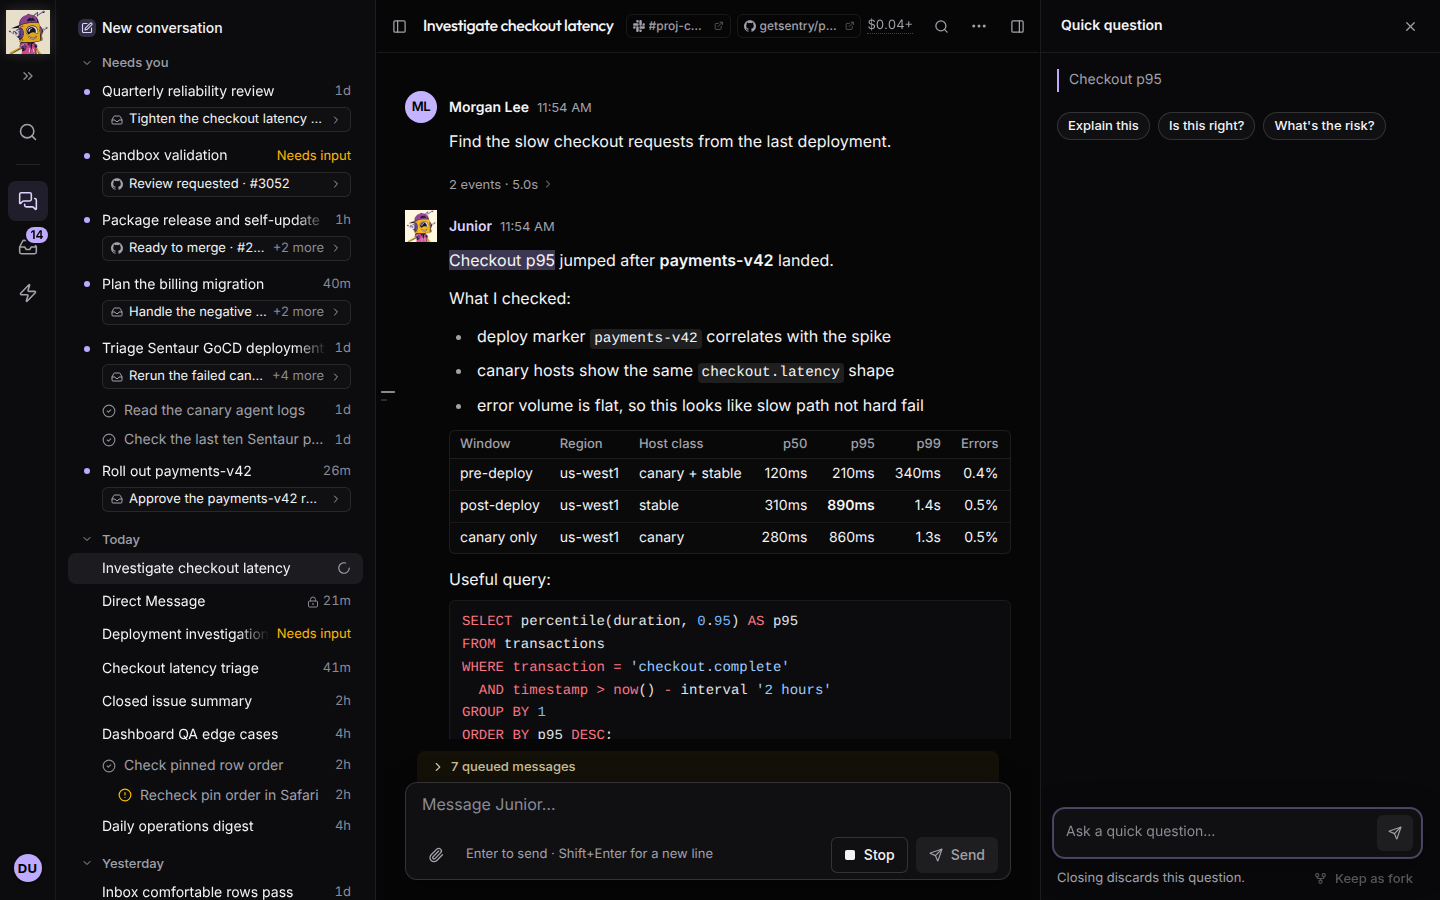 New conversation
Needs you
Quarterly reliability review 1d
Tighten the checkout latency ...
Sandbox validation Needs input
Review requested · #3052
Package release and self-update 1h
Ready to merge · #2... +2 more
Plan the billing migration 40m
Handle the negative ... +2 more
Triage Sentaur GoCD deployment 1d
Rerun the failed can... +4 more
Read the canary agent logs 1d
Check the last ten Sentaur p... 1d
Roll out payments-v42 26m
Approve the payments-v42 r...
Today
Investigate checkout latency
Direct Message 21m
Deployment investigation Needs input
Checkout latency triage 41m
Closed issue summary 2h
Dashboard QA edge cases 4h
Check pinned row order 2h
Recheck pin order in Safari 2h
Daily operations digest 4h
Yesterday
Inbox comfortable rows pass 1d
14
DU
Investigate checkout latency #proj-c... getsentry/p... $0.04+
ML Morgan Lee 11:54 AM
Find the slow checkout requests from the last deployment.
2 events · 5.0s
Junior 11:54 AM
Checkout p95 jumped after payments-v42 landed.
What I checked:
• deploy marker payments-v42 correlates with the spike
• canary hosts show the same checkout.latency shape
• error volume is flat, so this looks like slow path not hard fail
Window Region Host class p50 p95 p99 Errors
pre-deploy us-west1 canary + stable 120ms 210ms 340ms 0.4%
post-deploy us-west1 stable 310ms 890ms 1.4s 0.5%
canary only us-west1 canary 280ms 860ms 1.3s 0.5%
Useful query:
SELECT percentile(duration, 0.95) AS p95
FROM transactions
WHERE transaction = 'checkout.complete'
AND timestamp > now() - interval '2 hours'
GROUP BY 1
ORDER BY p95 DESC;
7 queued messages
Message Junior...
Enter to send · Shift+Enter for a new line
Stop
Send
Quick question
Checkout p95
Explain this Is this right? What's the risk?
Ask a quick question...
Closing discards this question. Keep as fork